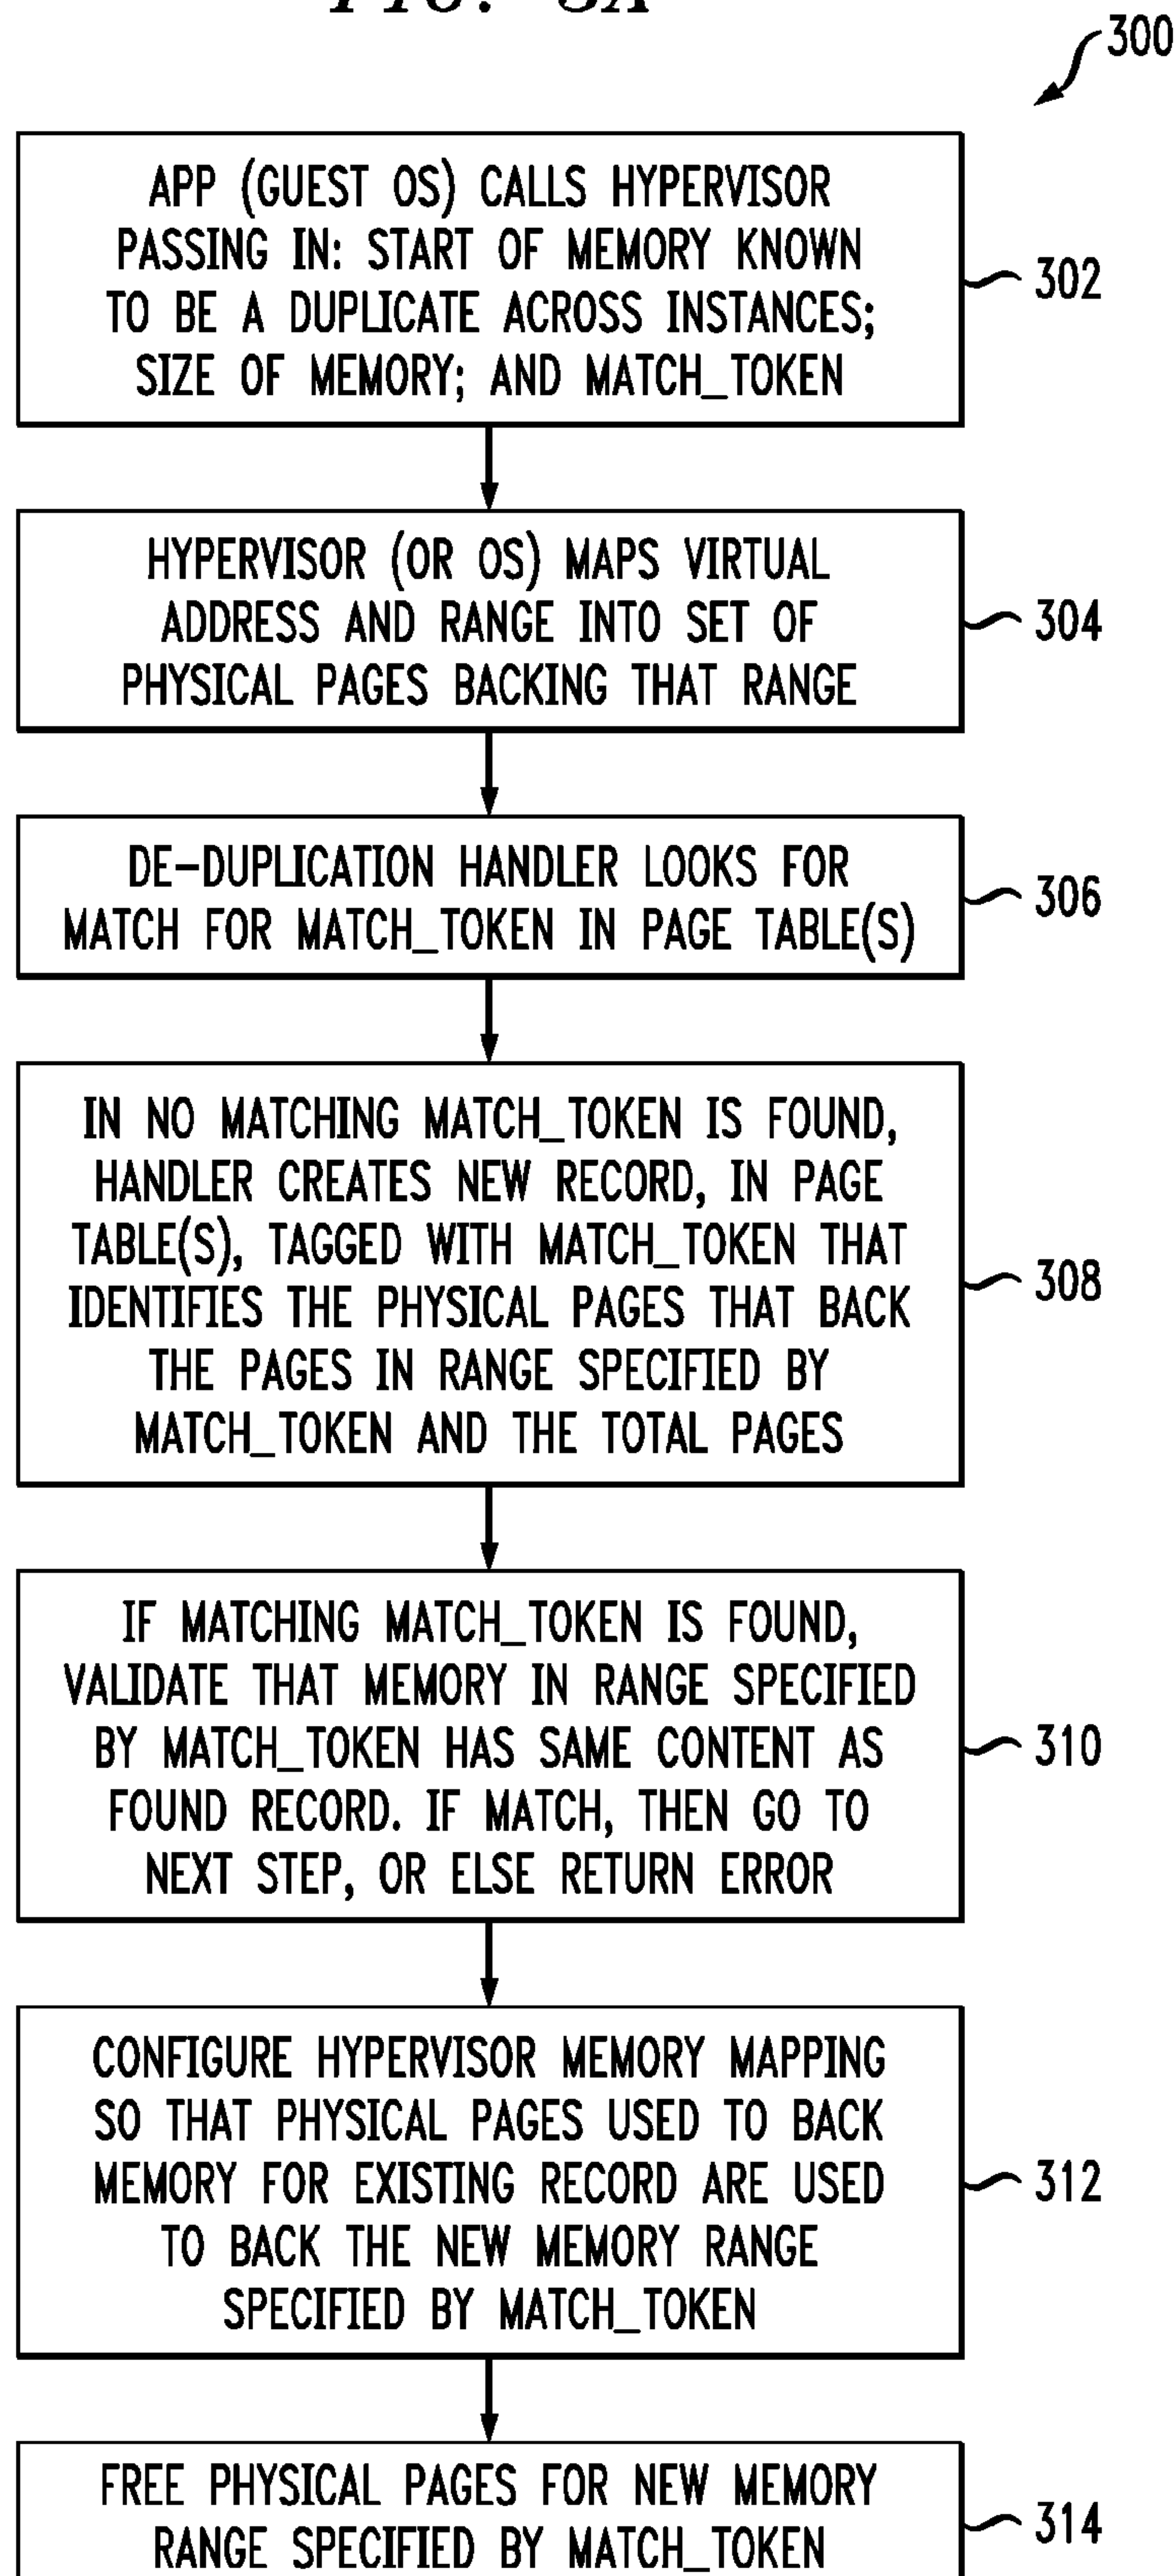 FIG. 3A
300
APP (GUEST OS) CALLS HYPERVISOR
PASSING IN: START OF MEMORY KNOWN
TO BE A DUPLICATE ACROSS INSTANCES;
SIZE OF MEMORY; AND MATCH_TOKEN
302
HYPERVISOR (OR OS) MAPS VIRTUAL
ADDRESS AND RANGE INTO SET OF
PHYSICAL PAGES BACKING THAT RANGE
304
DE-DUPLICATION HANDLER LOOKS FOR
MATCH FOR MATCH_TOKEN IN PAGE TABLE(S)
306
IN NO MATCHING MATCH_TOKEN IS FOUND,
HANDLER CREATES NEW RECORD, IN PAGE
TABLE(S), TAGGED WITH MATCH_TOKEN THAT
IDENTIFIES THE PHYSICAL PAGES THAT BACK
THE PAGES IN RANGE SPECIFIED BY
MATCH_TOKEN AND THE TOTAL PAGES
308
IF MATCHING MATCH_TOKEN IS FOUND,
VALIDATE THAT MEMORY IN RANGE SPECIFIED
BY MATCH_TOKEN HAS SAME CONTENT AS
FOUND RECORD. IF MATCH, THEN GO TO
NEXT STEP, OR ELSE RETURN ERROR
310
CONFIGURE HYPERVISOR MEMORY MAPPING
SO THAT PHYSICAL PAGES USED TO BACK
MEMORY FOR EXISTING RECORD ARE USED
TO BACK THE NEW MEMORY RANGE
SPECIFIED BY MATCH_TOKEN
312
FREE PHYSICAL PAGES FOR NEW MEMORY
RANGE SPECIFIED BY MATCH_TOKEN
314